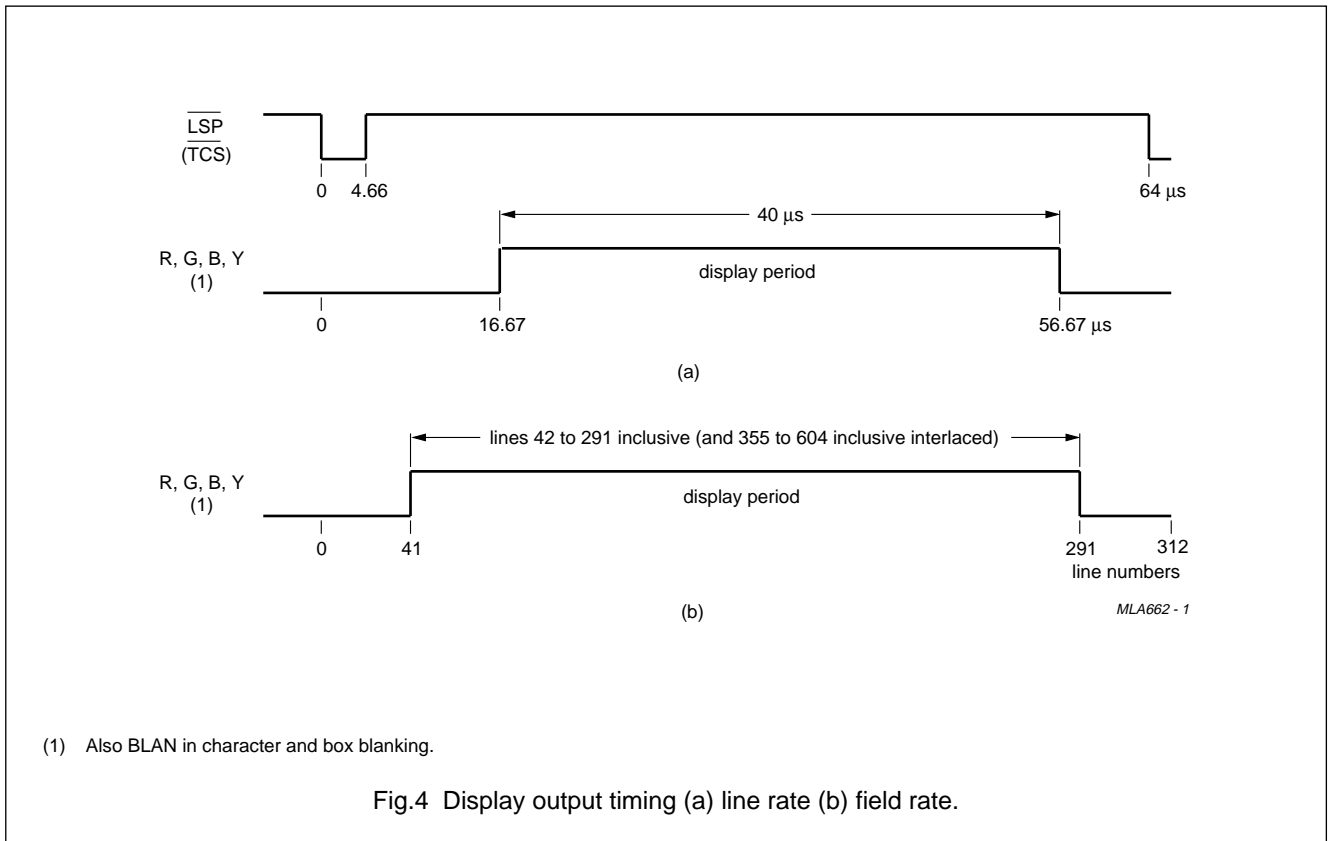 LSP
(TCS)
0 4.66 64 µs
40 µs
R, G, B, Y
(1)
display period
0 16.67 56.67 µs
(a)
lines 42 to 291 inclusive (and 355 to 604 inclusive interlaced)
R, G, B, Y
(1)
display period
0 41 291 312
line numbers
(b)
MLA662 - 1
(1) Also BLAN in character and box blanking.
Fig.4 Display output timing (a) line rate (b) field rate.